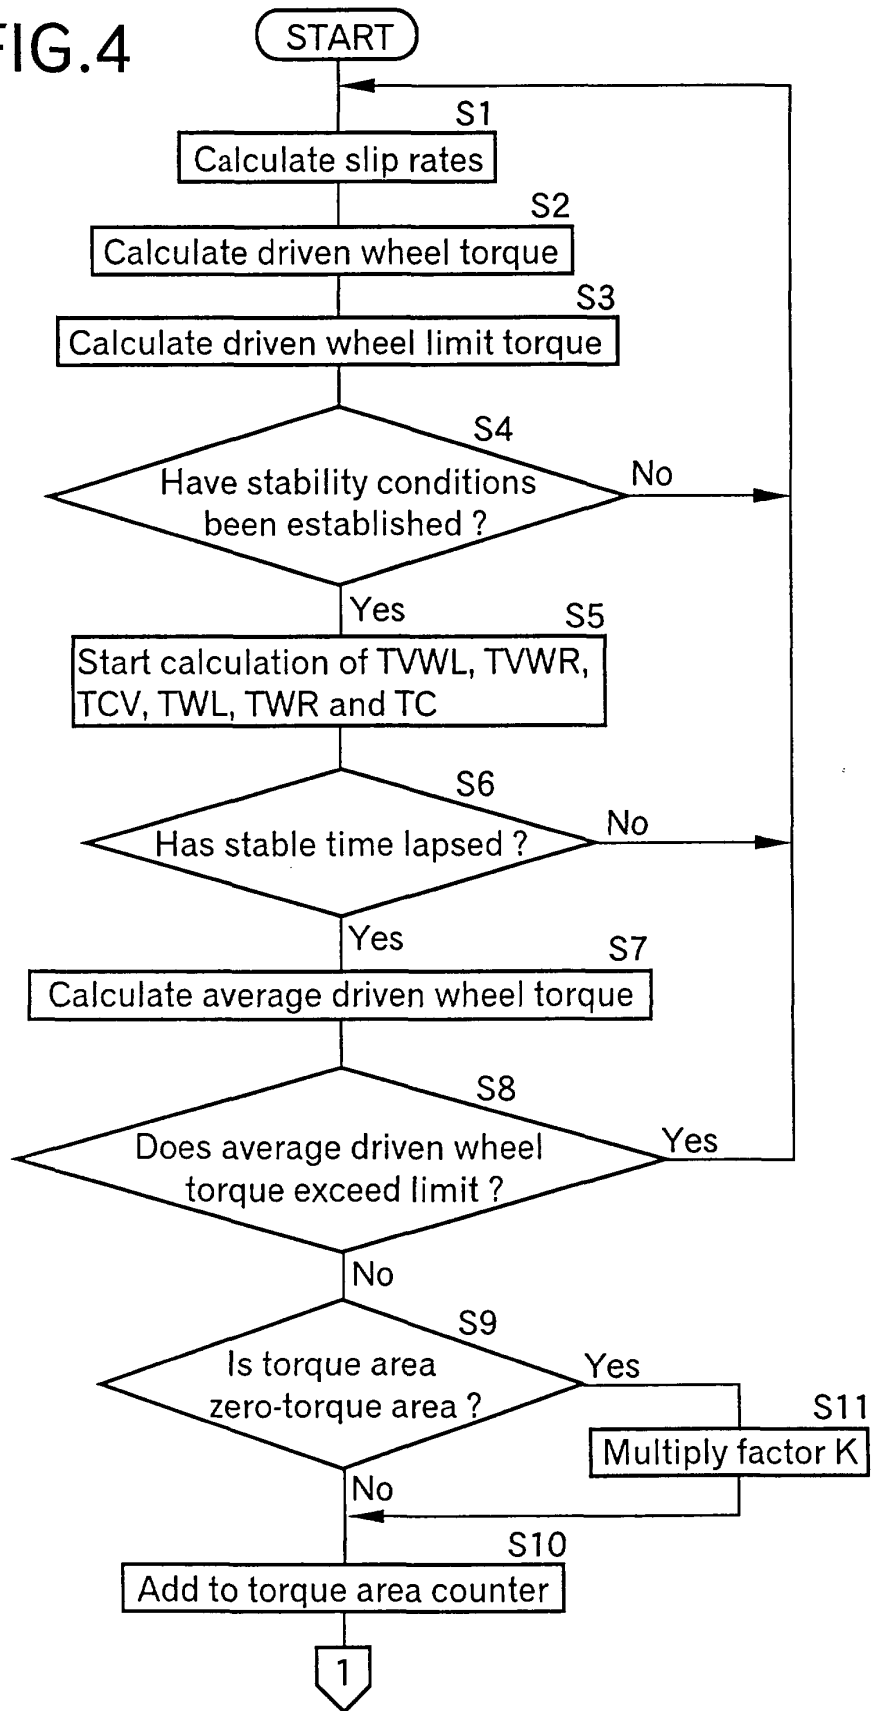 FIG.4
START
S1
Calculate slip rates
S2
Calculate driven wheel torque
S3
Calculate driven wheel limit torque
S4
Have stability conditions
been established ?
No
Yes
S5
Start calculation of TVWL, TVWR,
TCV, TWL, TWR and TC
S6
Has stable time lapsed ?
No
Yes
S7
Calculate average driven wheel torque
S8
Does average driven wheel
torque exceed limit ?
Yes
No
S9
Is torque area
zero-torque area ?
Yes
S11
Multiply factor K
No
S10
Add to torque area counter
1